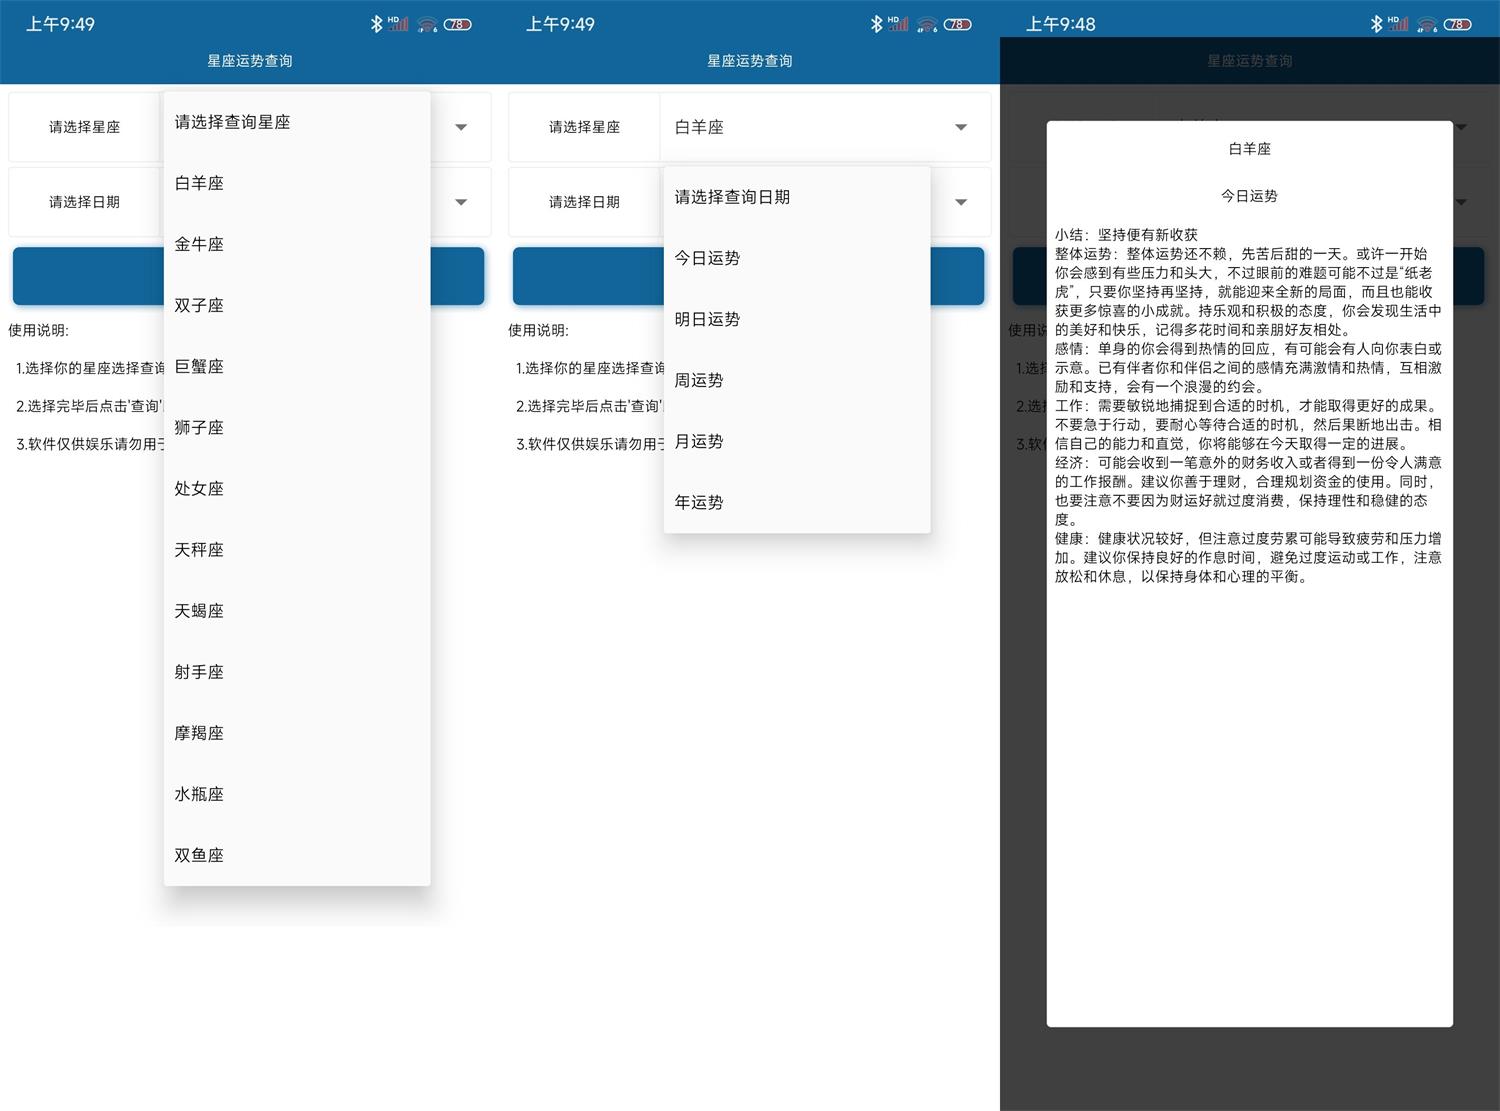 上午9:49
HD
78
星座运势查询
请选择星座
请选择日期
请选择查询星座
白羊座
金牛座
双子座
巨蟹座
狮子座
处女座
天秤座
天蝎座
射手座
摩羯座
水瓶座
双鱼座
使用说明:
1.选择你的星座选择查询
2.选择完毕后点击'查询'
3.软件仅供娱乐请勿用于
上午9:49
HD
78
星座运势查询
请选择星座
白羊座
请选择日期
请选择查询日期
今日运势
明日运势
周运势
月运势
年运势
使用说明:
1.选择你的星座选择查询
2.选择完毕后点击'查询'
3.软件仅供娱乐请勿用于
上午9:48
HD
78
星座运势查询
使用说
1.选择
2.选择
3.软件
白羊座
今日运势
小结：坚持便有新收获
整体运势：整体运势还不赖，先苦后甜的一天。或许一开始
你会感到有些压力和头大，不过眼前的难题可能不过是“纸老
虎”，只要你坚持再坚持，就能迎来全新的局面，而且也能收
获更多惊喜的小成就。持乐观和积极的态度，你会发现生活中
的美好和快乐，记得多花时间和亲朋好友相处。
感情：单身的你会得到热情的回应，有可能会有人向你表白或
示意。已有伴者你和伴侣之间的感情充满激情和热情，互相激
励和支持，会有一个浪漫的约会。
工作：需要敏锐地捕捉到合适的时机，才能取得更好的成果。
不要急于行动，要耐心等待合适的时机，然后果断地出击。相
信自己的能力和直觉，你将能够在今天取得一定的进展。
经济：可能会收到一笔意外的财务收入或者得到一份令人满意
的工作报酬。建议你善于理财，合理规划资金的使用。同时，
也要注意不要因为财运好就过度消费，保持理性和稳健的态
度。
健康：健康状况较好，但注意过度劳累可能导致疲劳和压力增
加。建议你保持良好的作息时间，避免过度运动或工作，注意
放松和休息，以保持身体和心理的平衡。